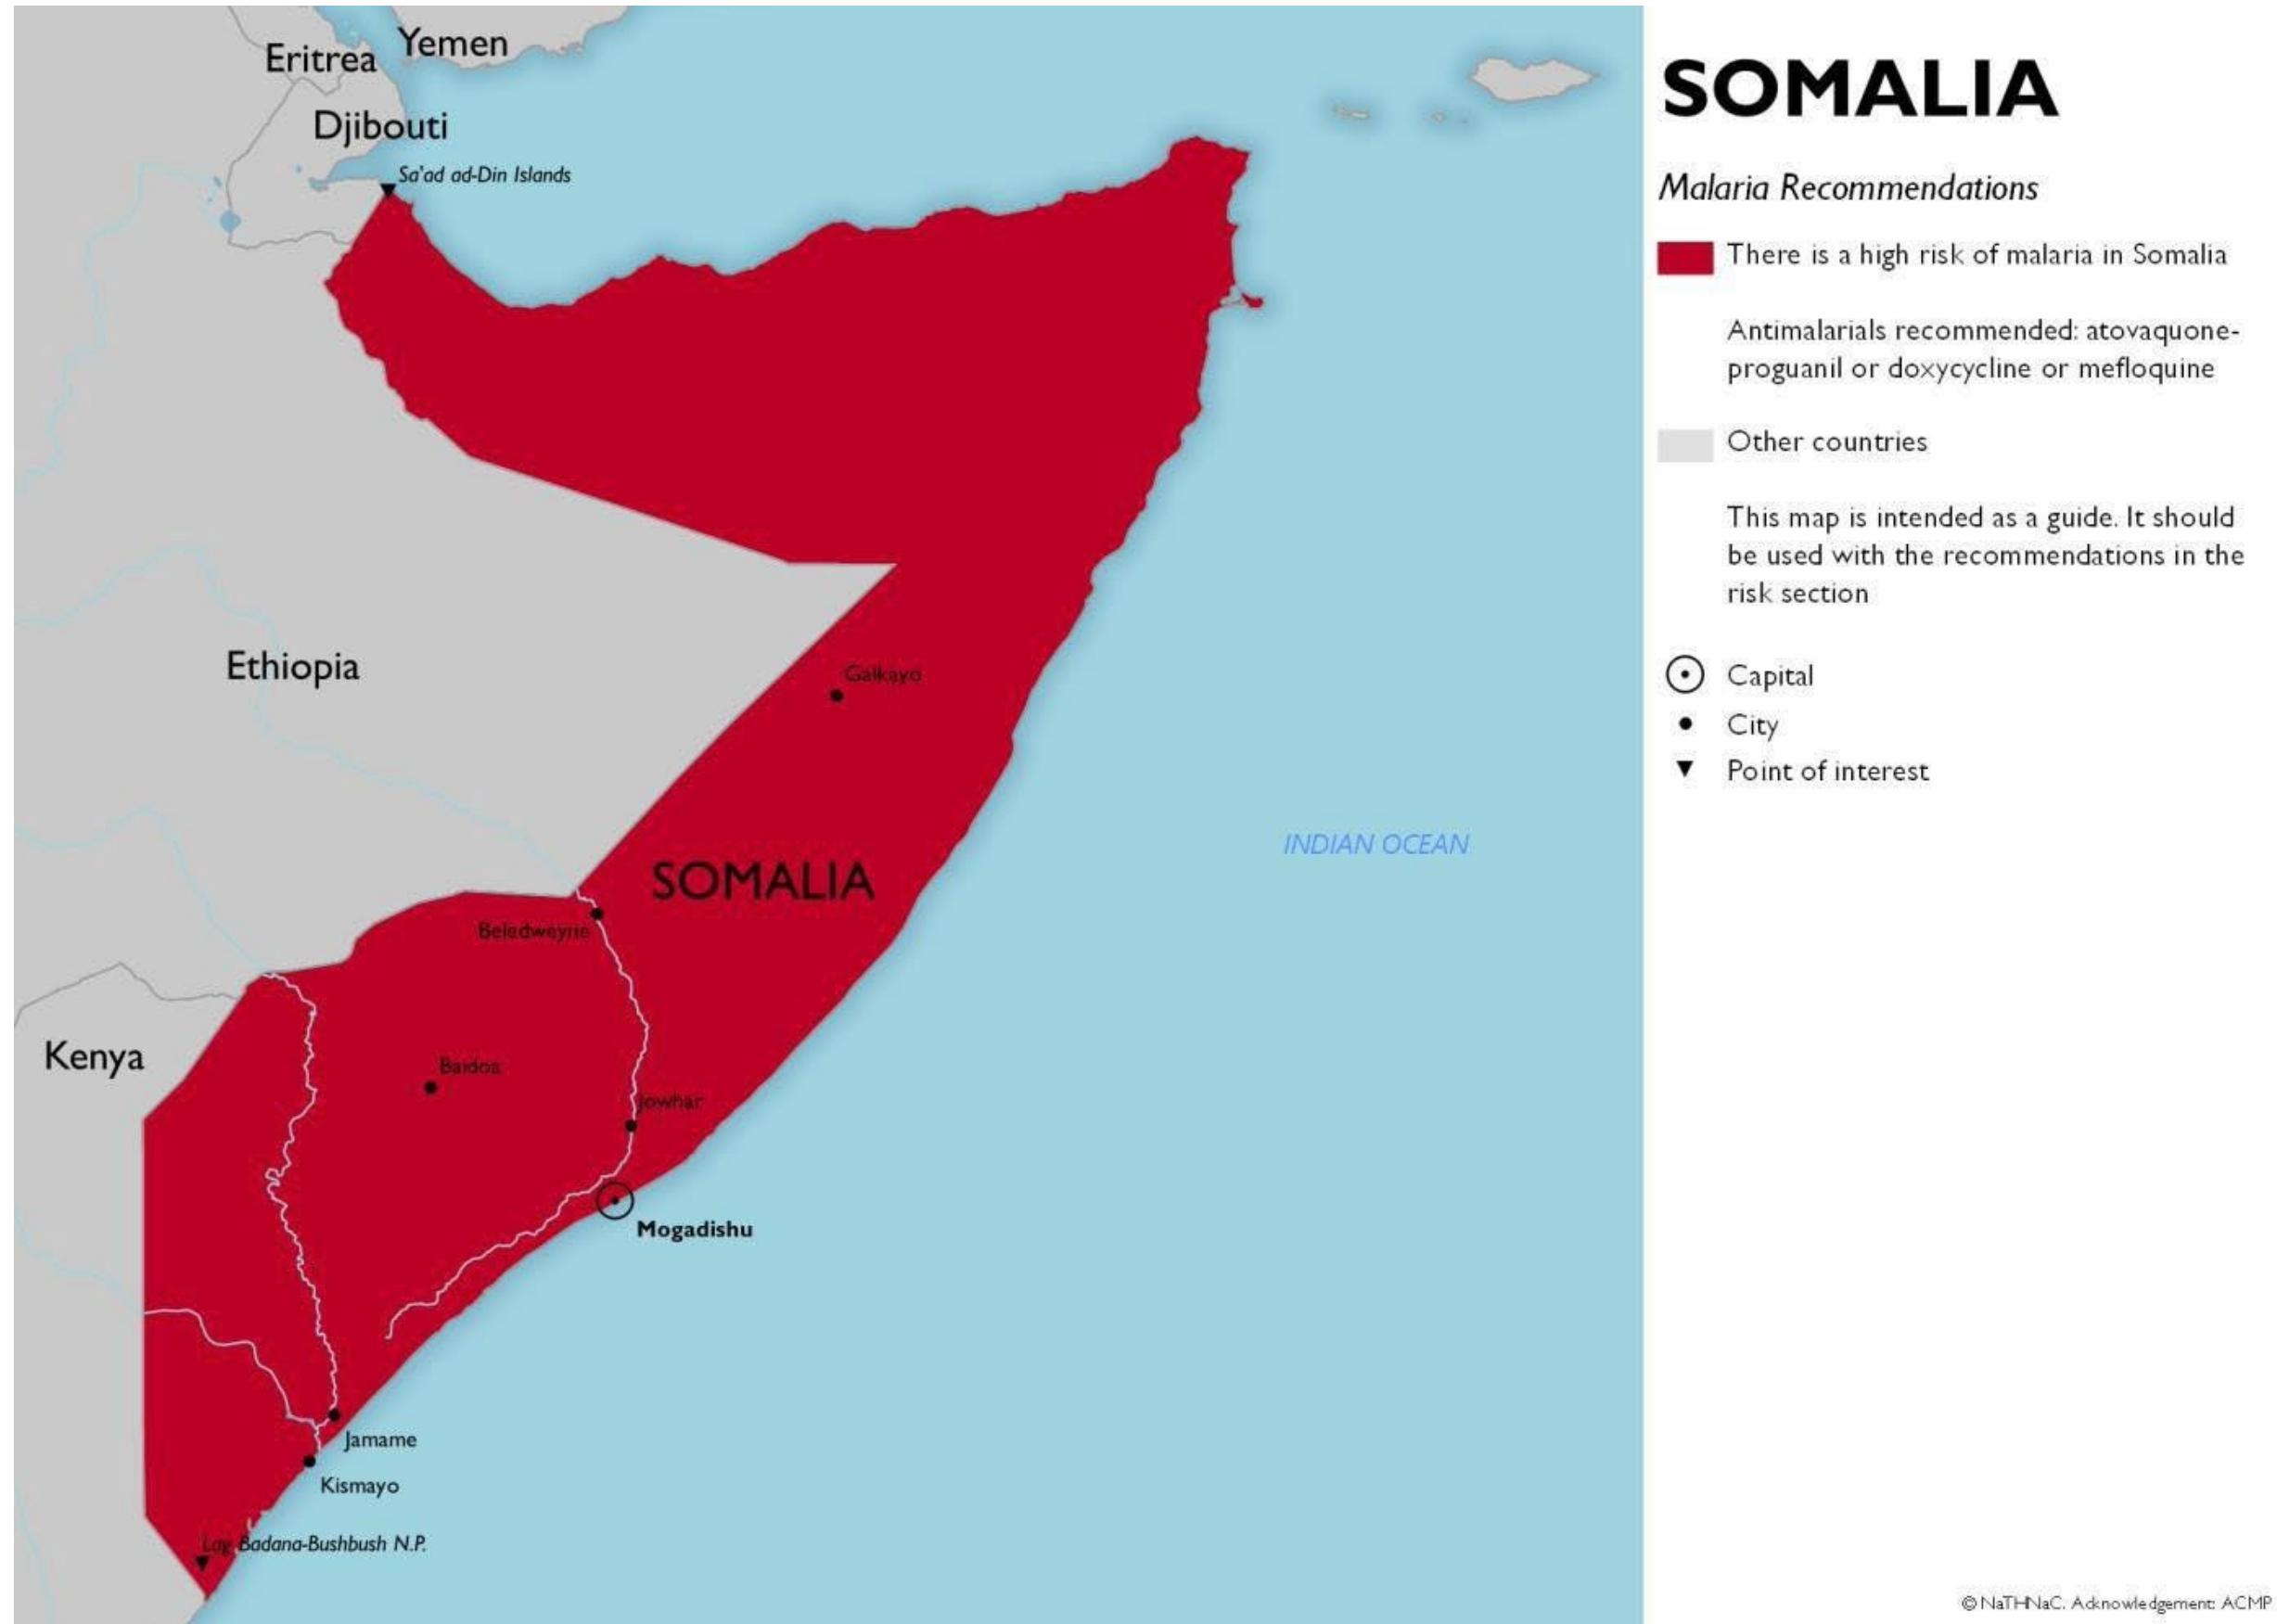 Yemen
Eritrea
Djibouti
Sa'ad ad-Din Islands
Ethiopia
Galkayo
SOMALIA
INDIAN OCEAN
Beledweyne
Kenya
Baidoa
Jowhar
Mogadishu
Jamame
Kismayo
Lag Badana-Bushbush N.P.
SOMALIA
Malaria Recommendations
There is a high risk of malaria in Somalia
Antimalarials recommended: atovaquone-
proguanil or doxycycline or mefloquine
Other countries
This map is intended as a guide. It should
be used with the recommendations in the
risk section
Capital
City
Point of interest
© NaTHNaC. Acknowledgement: ACMP